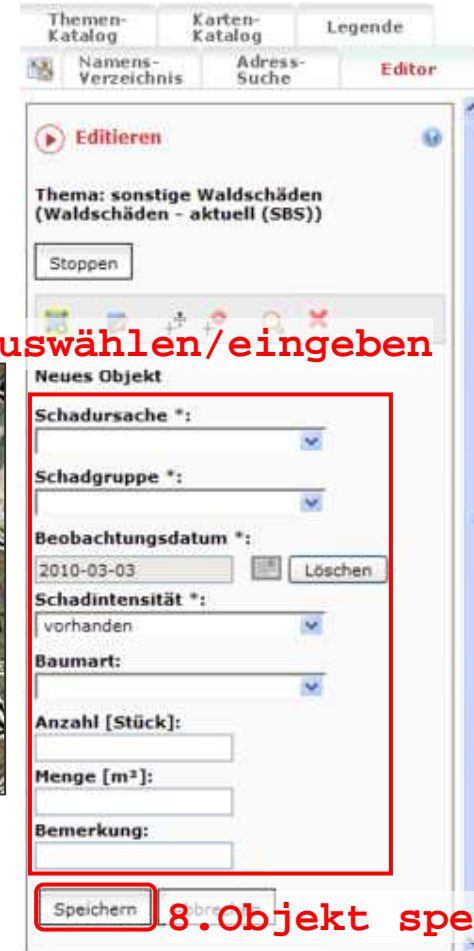 Themen-
Katalog
Karten-
Katalog
Legende
Namens-
Verzeichnis
Adress-
Suche
Editor
Editieren
Thema: sonstige Waldschäden
(Waldschäden - aktuell (SBS))
Stoppen
uswählen/eingeben
Neues Objekt
Schadursache *:
Schadgruppe *:
Beobachtungsdatum *:
2010-03-03 Löschen
Schadintensität *:
vorhanden
Baumart:
Anzahl [Stück]:
Menge [m³]:
Bemerkung:
Speichern
8.Objekt spe